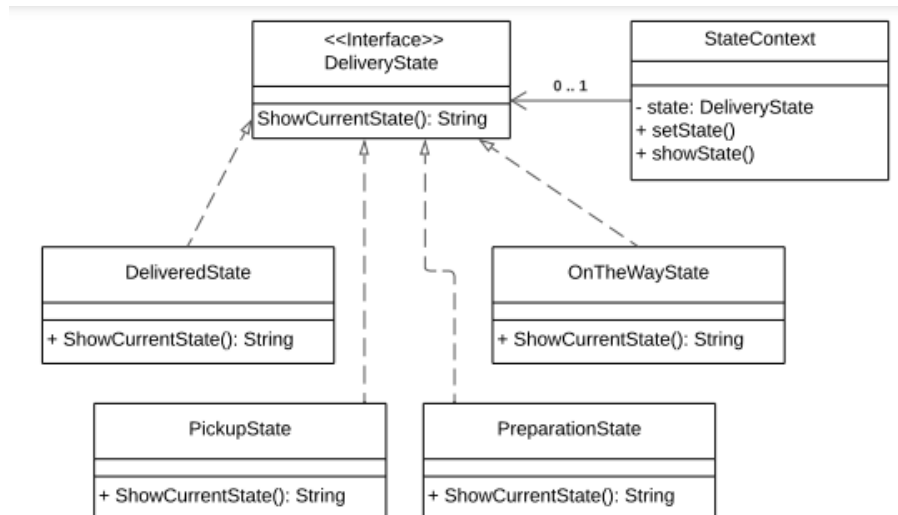 <<Interface>>
DeliveryState
ShowCurrentState(): String
0 .. 1
StateContext
- state: DeliveryState
+ setState()
+ showState()
DeliveredState
+ ShowCurrentState(): String
OnTheWayState
+ ShowCurrentState(): String
PickupState
+ ShowCurrentState(): String
PreparationState
+ ShowCurrentState(): String